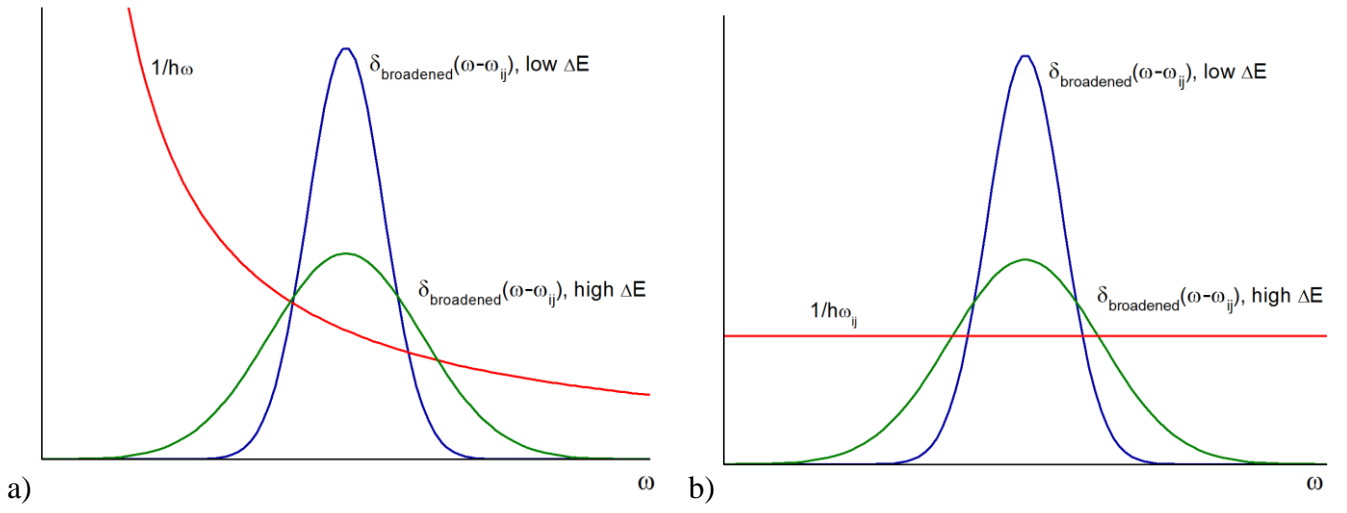 1/hω
δbroadened(ω-ωij), low ΔE
δbroadened(ω-ωij), high ΔE
ω
a)
δbroadened(ω-ωij), low ΔE
δbroadened(ω-ωij), high ΔE
1/hωij
ω
b)